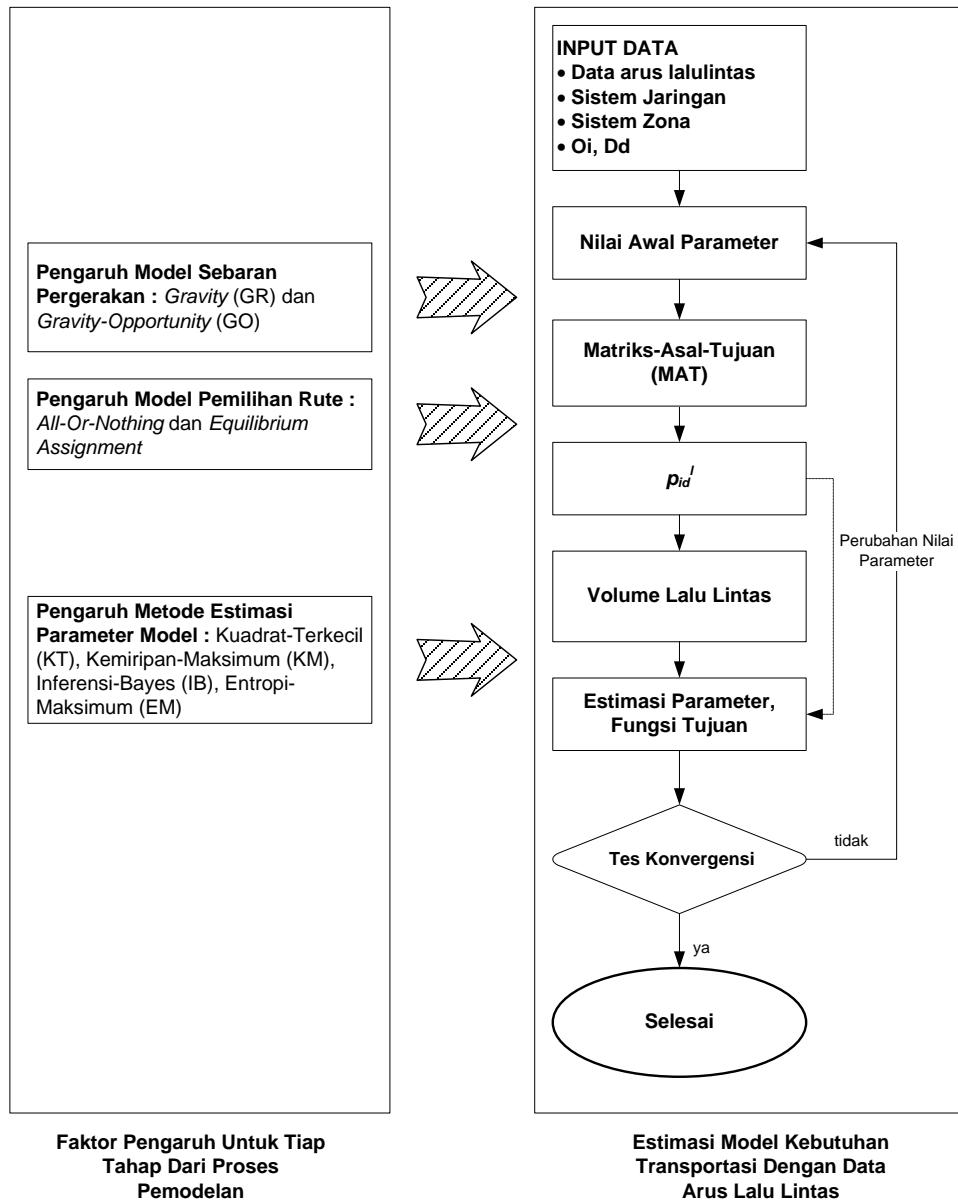 Pengaruh Model Sebaran
Pergerakan : Gravity (GR) dan
Gravity-Opportunity (GO)
Pengaruh Model Pemilihan Rute :
All-Or-Nothing dan Equilibrium
Assignment
Pengaruh Metode Estimasi
Parameter Model : Kuadrat-Terkecil
(KT), Kemiripan-Maksimum (KM),
Inferensi-Bayes (IB), Entropi-
Maksimum (EM)
Faktor Pengaruh Untuk Tiap
Tahap Dari Proses
Pemodelan
INPUT DATA
• Data arus lalulintas
• Sistem Jaringan
• Sistem Zona
• Oi, Dd
Nilai Awal Parameter
Matriks-Asal-Tujuan
(MAT)
p_id^l
Perubahan Nilai
Parameter
Volume Lalu Lintas
Estimasi Parameter,
Fungsi Tujuan
Tes Konvergensi
tidak
ya
Selesai
Estimasi Model Kebutuhan
Transportasi Dengan Data
Arus Lalu Lintas